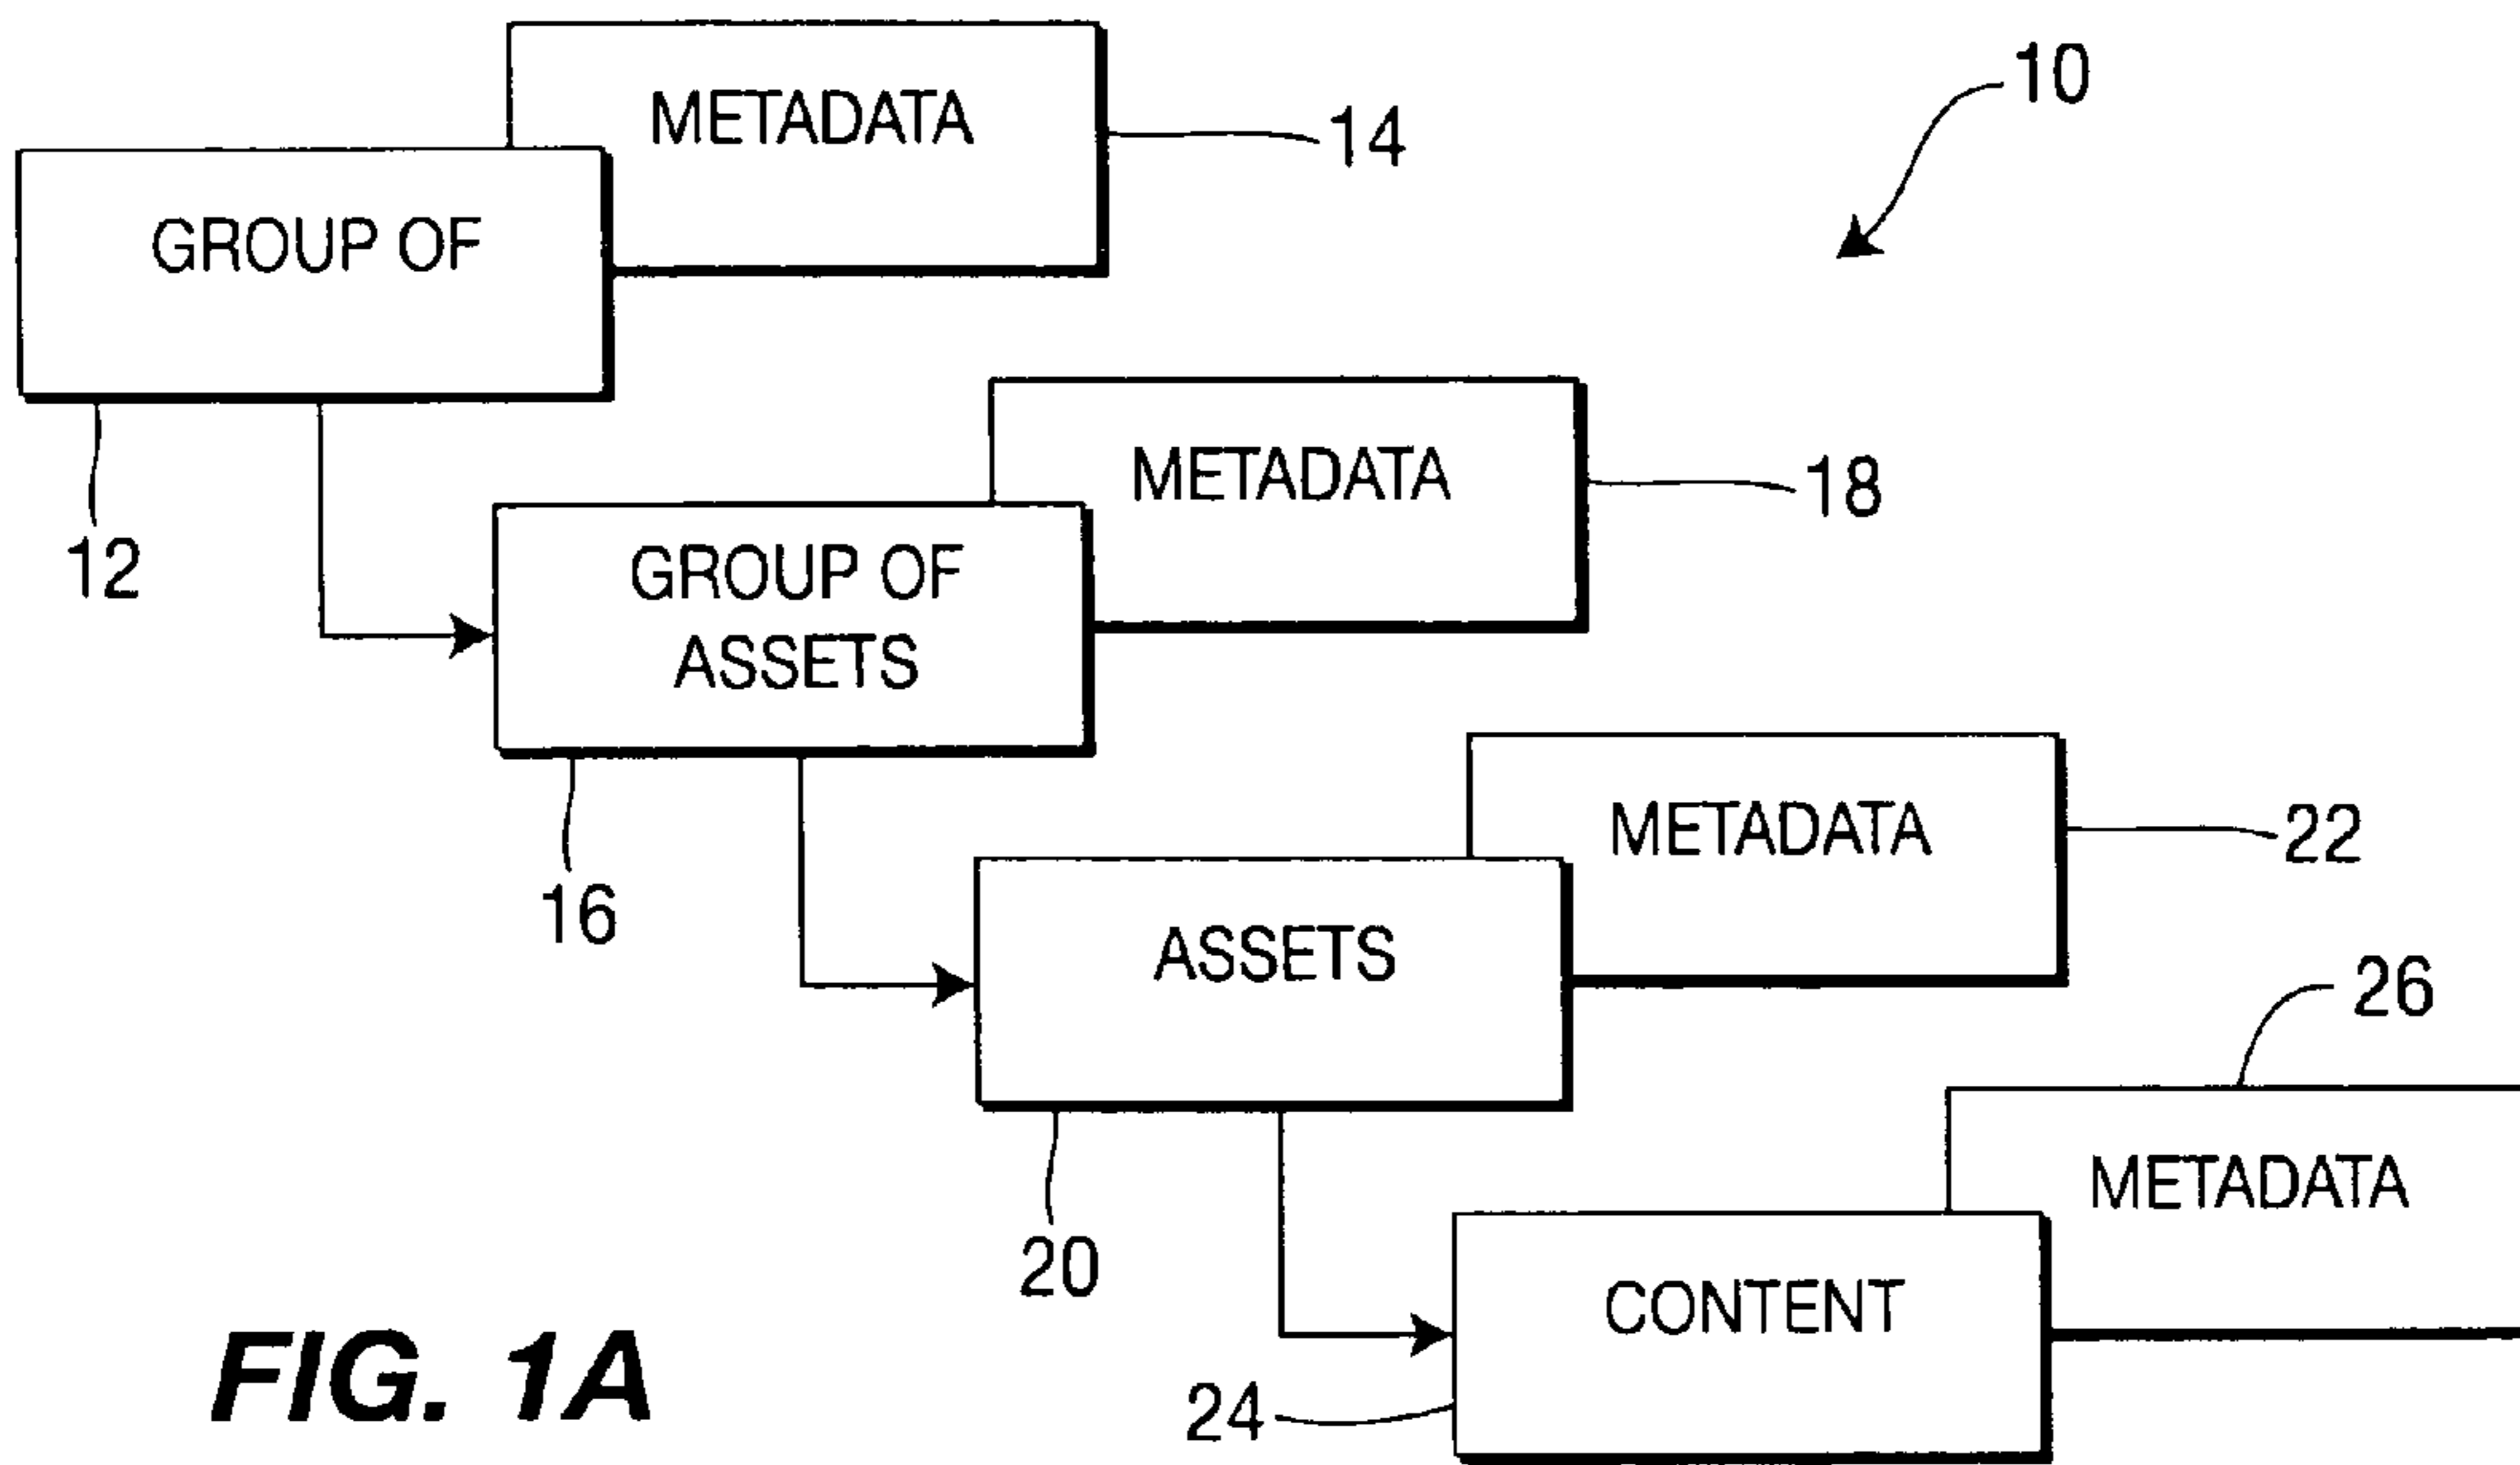 METADATA
10
14
GROUP OF
METADATA
18
12
GROUP OF
ASSETS
METADATA
22
16
ASSETS
26
METADATA
20
CONTENT
FIG. 1A
24